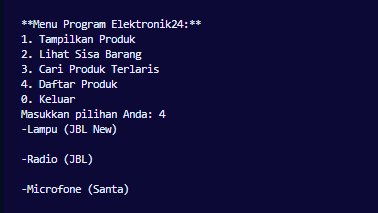 **Menu Program Elektronik24:**
1. Tampilkan Produk
2. Lihat Sisa Barang
3. Cari Produk Terlaris
4. Daftar Produk
0. Keluar
Masukkan pilihan Anda: 4
-Lampu (JBL New)
-Radio (JBL)
-Microfone (Santa)